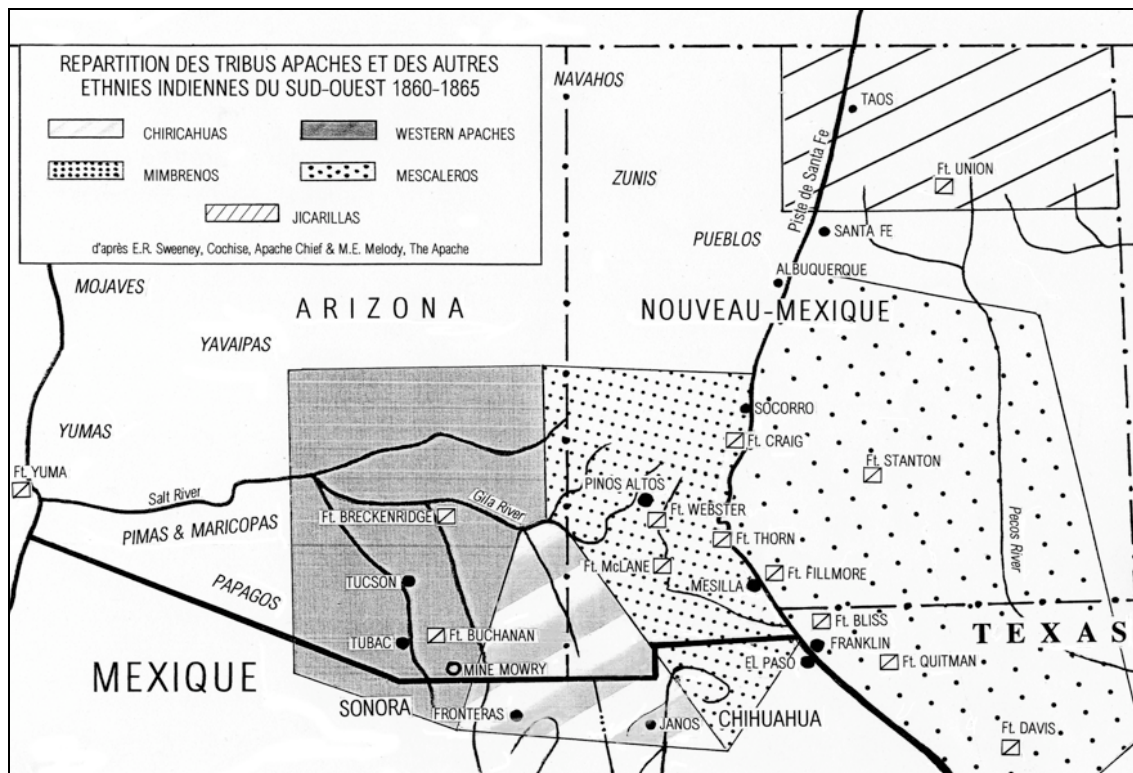 REPARTITION DES TRIBUS APACHES ET DES AUTRES
ETHNIES INDIENNES DU SUD-OUEST 1860-1865
CHIRICAHUAS
WESTERN APACHES
MIMBRENOS
MESCALEROS
JICARILLAS
d'après E.R. Sweeney, Cochise, Apache Chief & M.E. Melody, The Apache
NAVAHOS
TAOS
Piste de Santa Fe
Ft. UNION
ZUNIS
PUEBLOS
SANTA FE
ALBUQUERQUE
MOJAVES
ARIZONA
NOUVEAU-MEXIQUE
YAVAIPAS
SOCORRO
YUMAS
Ft. CRAIG
Ft. STANTON
Ft. YUMA
Salt River
PINOS ALTOS
Gila River
Ft. WEBSTER
Ft. BRECKENRIDGE
PIMAS & MARICOPAS
Ft. THORN
Pecos River
Ft. McLANE
Ft. FILLMORE
TUCSON
MESILLA
PAPAGOS
Ft. BLISS
TEXAS
Ft. BUCHANAN
TUBAC
FRANKLIN
EL PASO
Ft. QUITMAN
MINE MOWRY
MEXIQUE
SONORA
FRONTERAS
JANOS
CHIHUAHUA
Ft. DAVIS